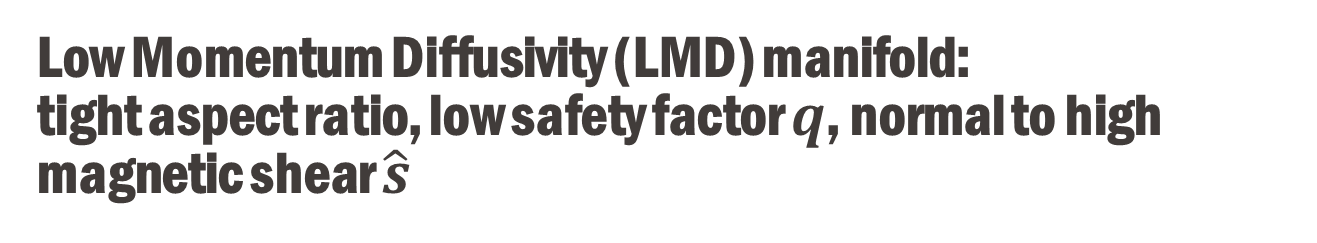 Low Momentum Diffusivity (LMD) manifold:
tight aspect ratio, low safety factor q, normal to high
magnetic shear ŝ